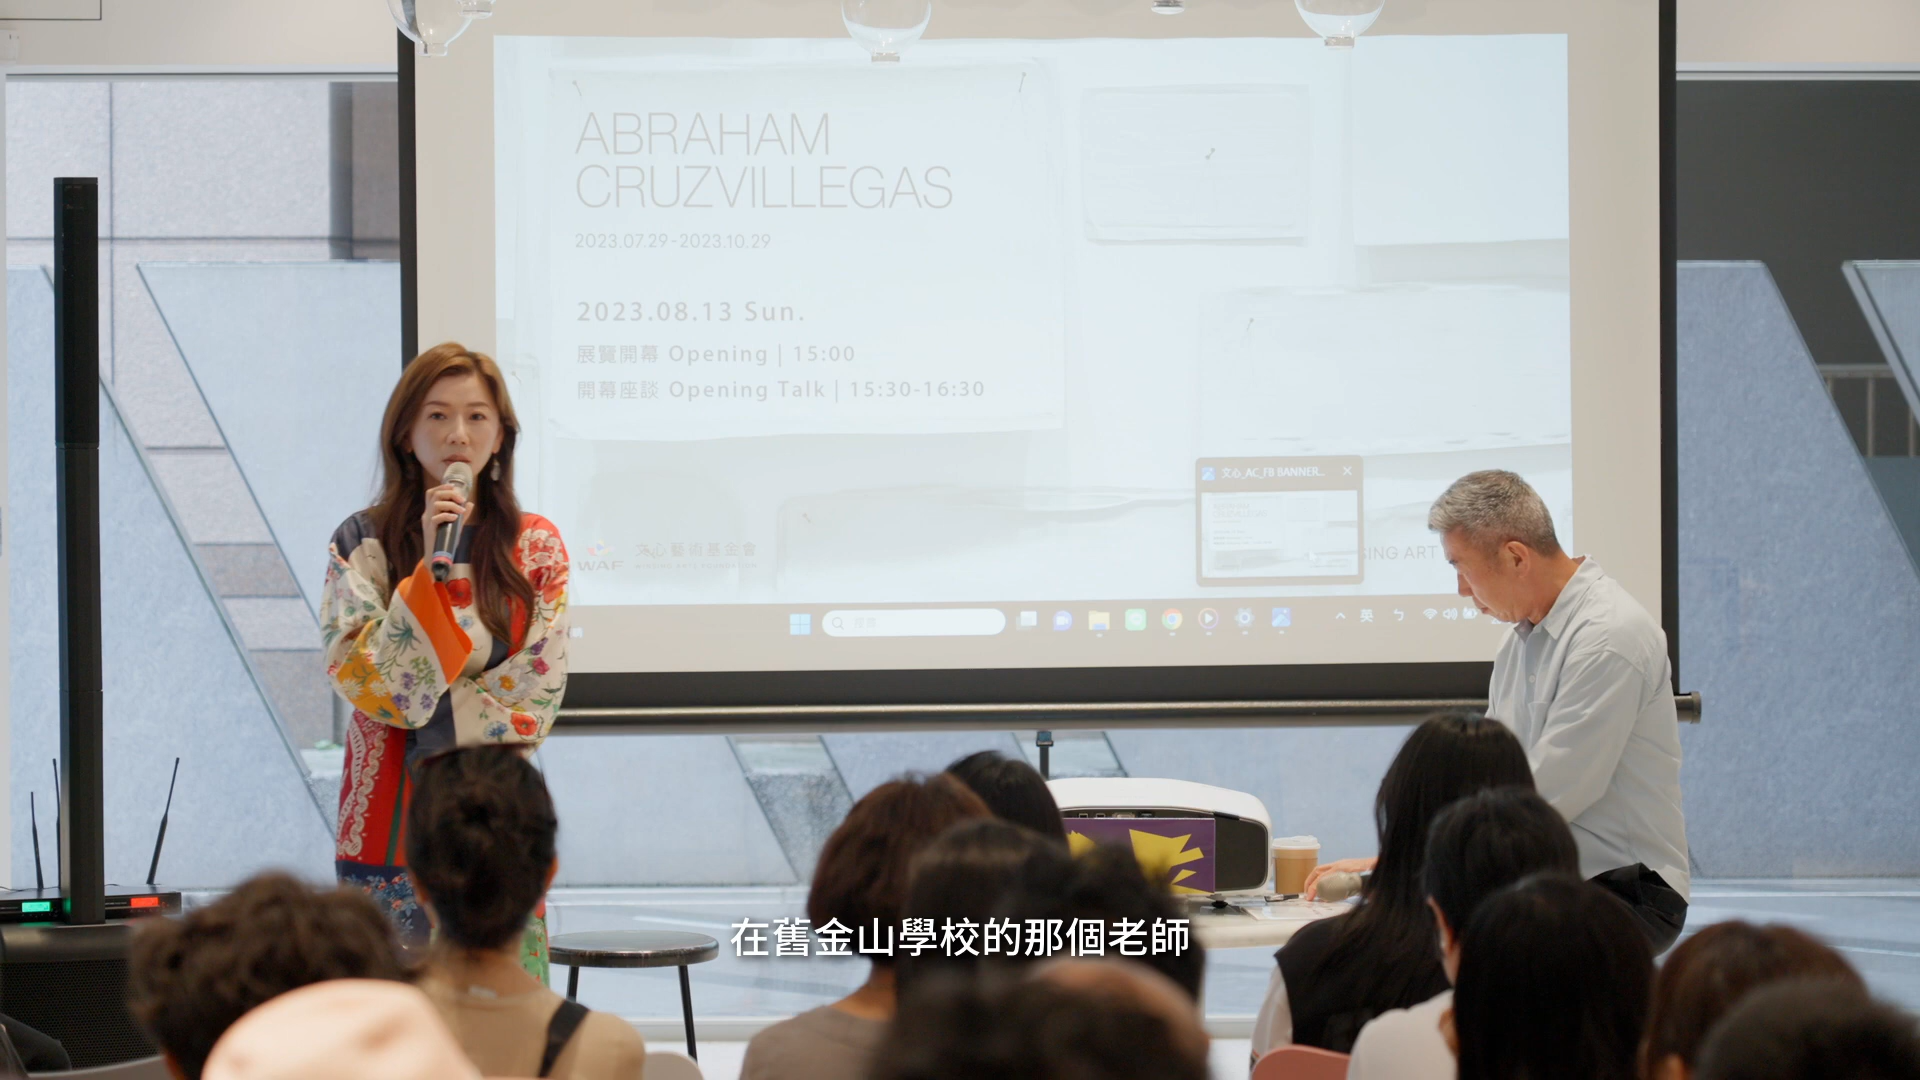 ABRAHAM
CRUZVILLEGAS
2023.07.29-2023.10.29
2023.08.13 Sun.
展覽開幕 Opening | 15:00
開幕座談 Opening Talk | 15:30-16:30
文心_AC_FB BANNER...
WAF 文心藝術基金會
SING ART
英
在舊金山學校的那個老師